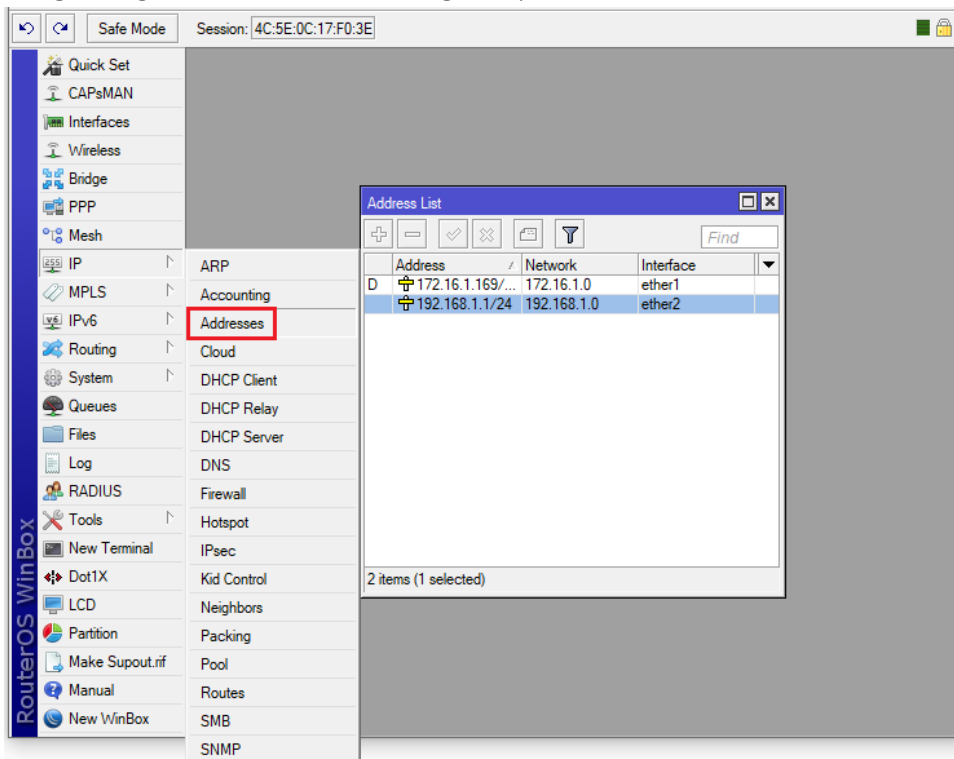 Safe Mode Session: 4C:5E:0C:17:F0:3E
Quick Set
CAPsMAN
Interfaces
Wireless
Bridge
PPP
Mesh
255 IP
MPLS
v6 IPv6
Routing
System
Queues
Files
Log
RADIUS
Tools
New Terminal
Dot1X
LCD
Partition
Make Supout.rif
Manual
New WinBox
RouterOS WinBox
ARP
Accounting
Addresses
Cloud
DHCP Client
DHCP Relay
DHCP Server
DNS
Firewall
Hotspot
IPsec
Kid Control
Neighbors
Packing
Pool
Routes
SMB
SNMP
Address List
Find
Address Network Interface
D 172.16.1.169/... 172.16.1.0 ether1
192.168.1.1/24 192.168.1.0 ether2
2 items (1 selected)